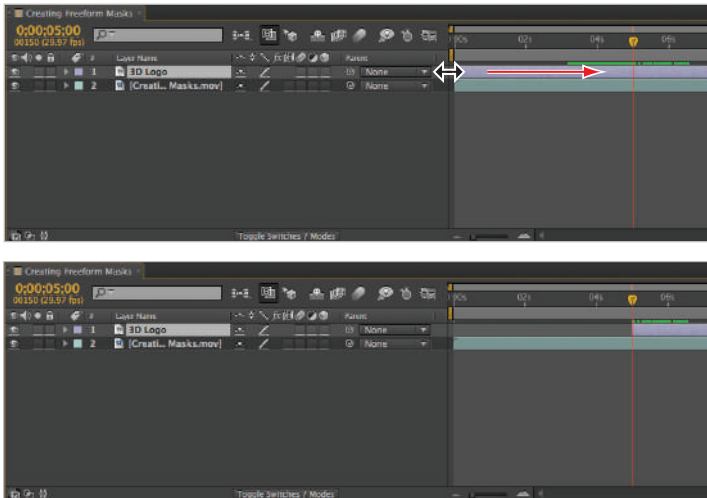 Creating Freeform Masks
0;00;05;00
00150 (29.97 fps)
00s 02s 04s 06s
# Layer Name Parent
1 3D Logo None
2 [Creati... Masks.mov] None
Toggle Switches / Modes
Creating Freeform Masks
0;00;05;00
00150 (29.97 fps)
00s 02s 04s 06s
# Layer Name Parent
1 3D Logo None
2 [Creati... Masks.mov] None
Toggle Switches / Modes